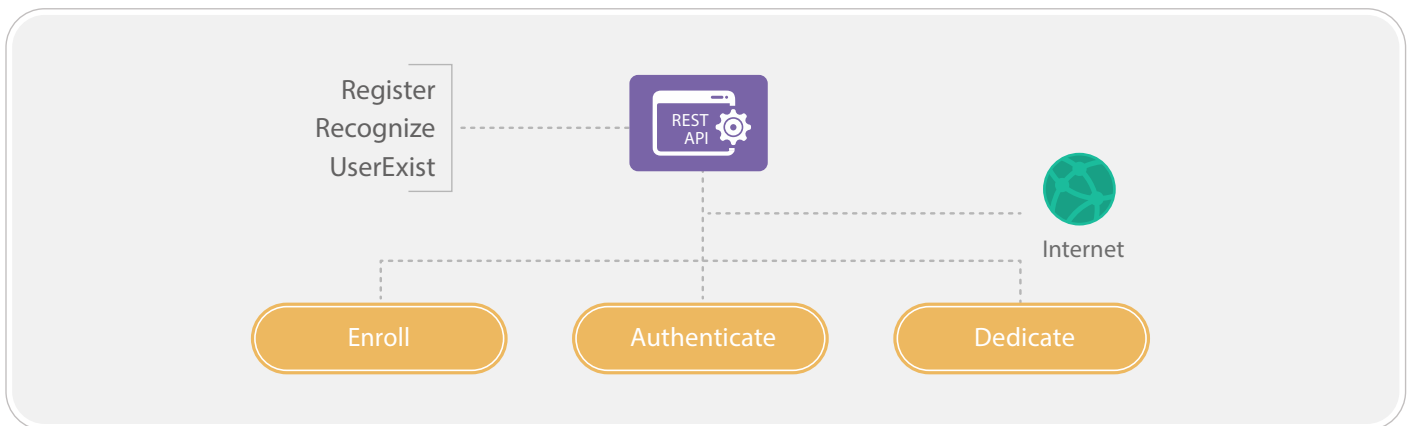 Register
Recognize
UserExist
REST
API
Internet
Enroll
Authenticate
Dedicate